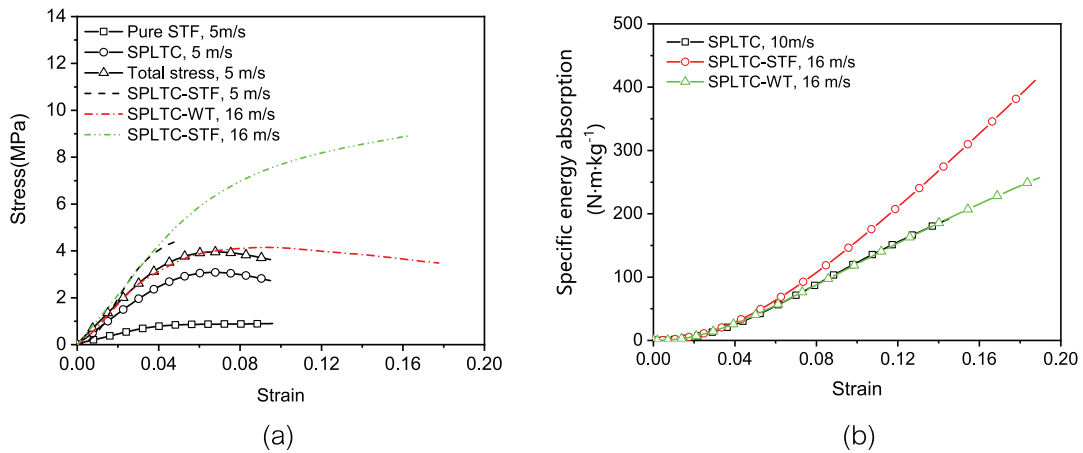 14
12
10
8
6
4
2
0
Stress(MPa)
Pure STF, 5m/s
SPLTC, 5 m/s
Total stress, 5 m/s
SPLTC-STF, 5 m/s
SPLTC-WT, 16 m/s
SPLTC-STF, 16 m/s
0.00 0.04 0.08 0.12 0.16 0.20
Strain
(a)
500
400
300
200
100
0
Specific energy absorption
(N·m·kg⁻¹)
SPLTC, 10m/s
SPLTC-STF, 16 m/s
SPLTC-WT, 16 m/s
0.00 0.04 0.08 0.12 0.16 0.20
Strain
(b)